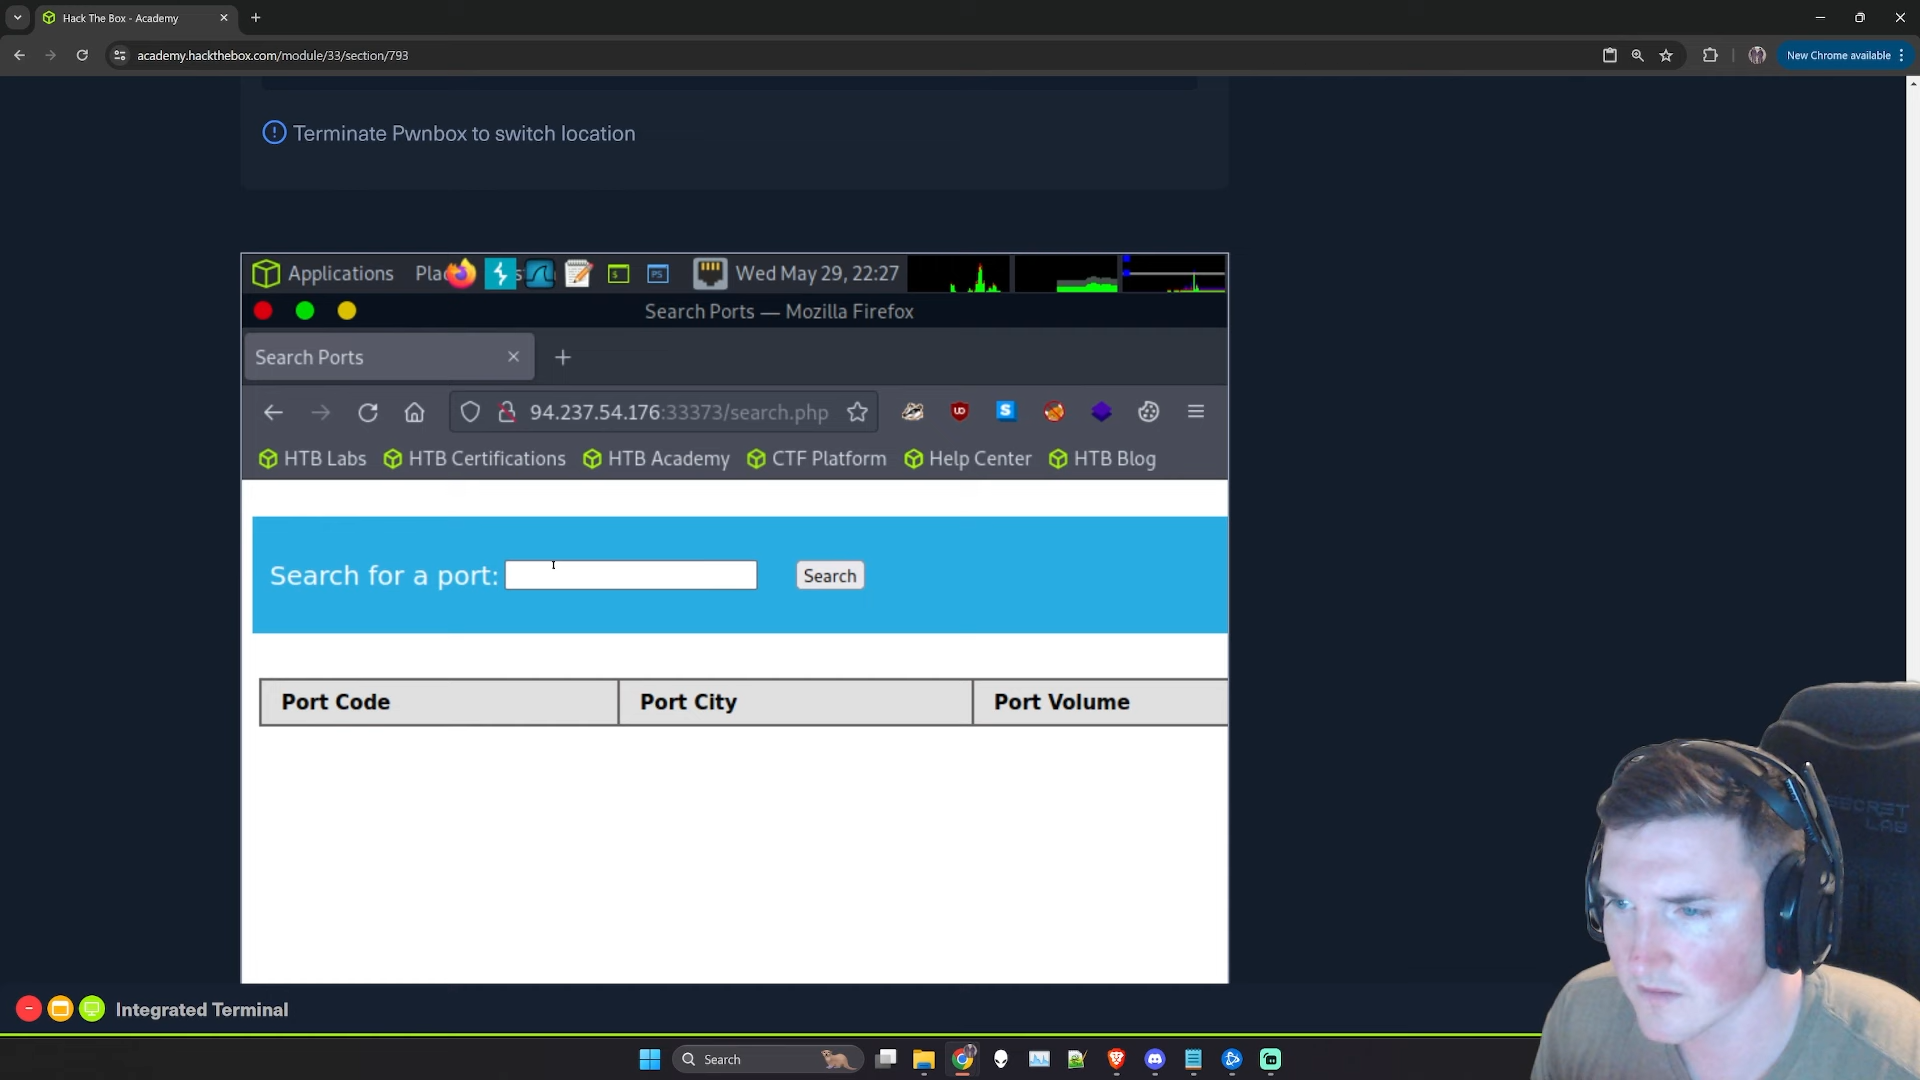 Hack The Box - Academy
academy.hackthebox.com/module/33/section/793
New Chrome available
Terminate Pwnbox to switch location
Applications
Wed May 29, 22:27
Search Ports — Mozilla Firefox
Search Ports
94.237.54.176:33373/search.php
HTB Labs
HTB Certifications
HTB Academy
CTF Platform
Help Center
HTB Blog
Search for a port:
Search
Port Code
Port City
Port Volume
SECRET
LAB
Integrated Terminal
Search